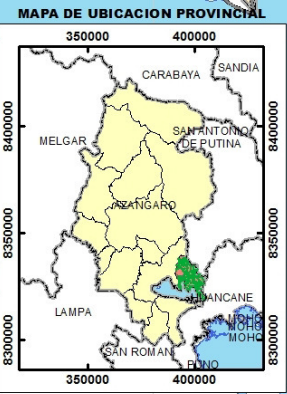 MAPA DE UBICACION PROVINCIAL
350000 400000
SANDIA
CARABAYA
8400000 8400000
MELGAR
SAN ANTONIO
DE PUTINA
AZANGARO
8350000 8350000
HUANCANE
LAMPA
MOHO
MOHO
MOHO
8300000 8300000
SAN ROMAN
PUNO
350000 400000